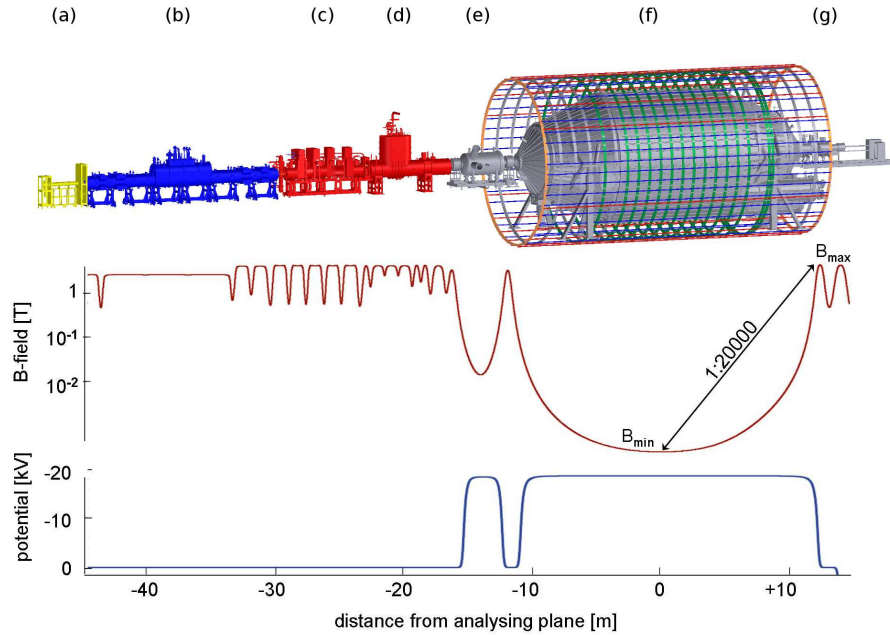 (a) (b) (c) (d) (e) (f) (g)
B-field [T]
1
10-1
10-2
Bmax
1:20000
Bmin
potential [kV]
-20
-10
0
-40 -30 -20 -10 0 +10
distance from analysing plane [m]